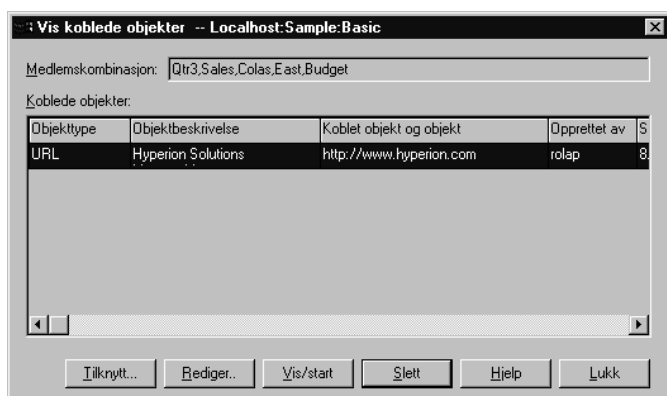 Vis koblede objekter -- Localhost:Sample:Basic
Medlemskombinasjon: Qtr3,Sales,Colas,East,Budget
Koblede objekter:
Objekttype Objektbeskrivelse Koblet objekt og objekt Opprettet av S
URL Hyperion Solutions http://www.hyperion.com rolap 8.
Tilknytt... Rediger.. Vis/start Slett Hjelp Lukk